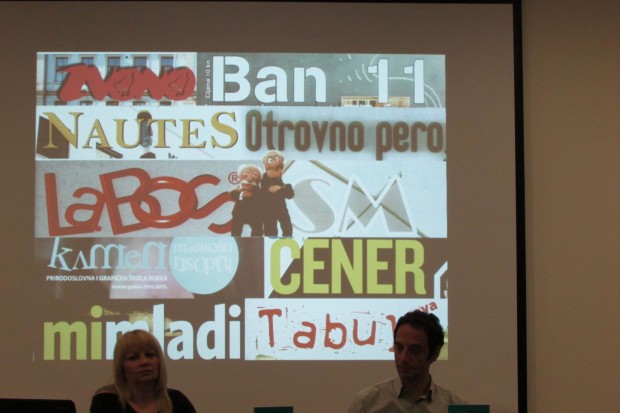 ZVONO
Cijena 10 kn
Ban 11
NAUTES
Otrovno pero
LaBOS®
SM
kaMen
mudrosti
PRIRODOSLOVNA I GRAFIČKA ŠKOLA RIJEKA
CENER
mimladi
Tabu